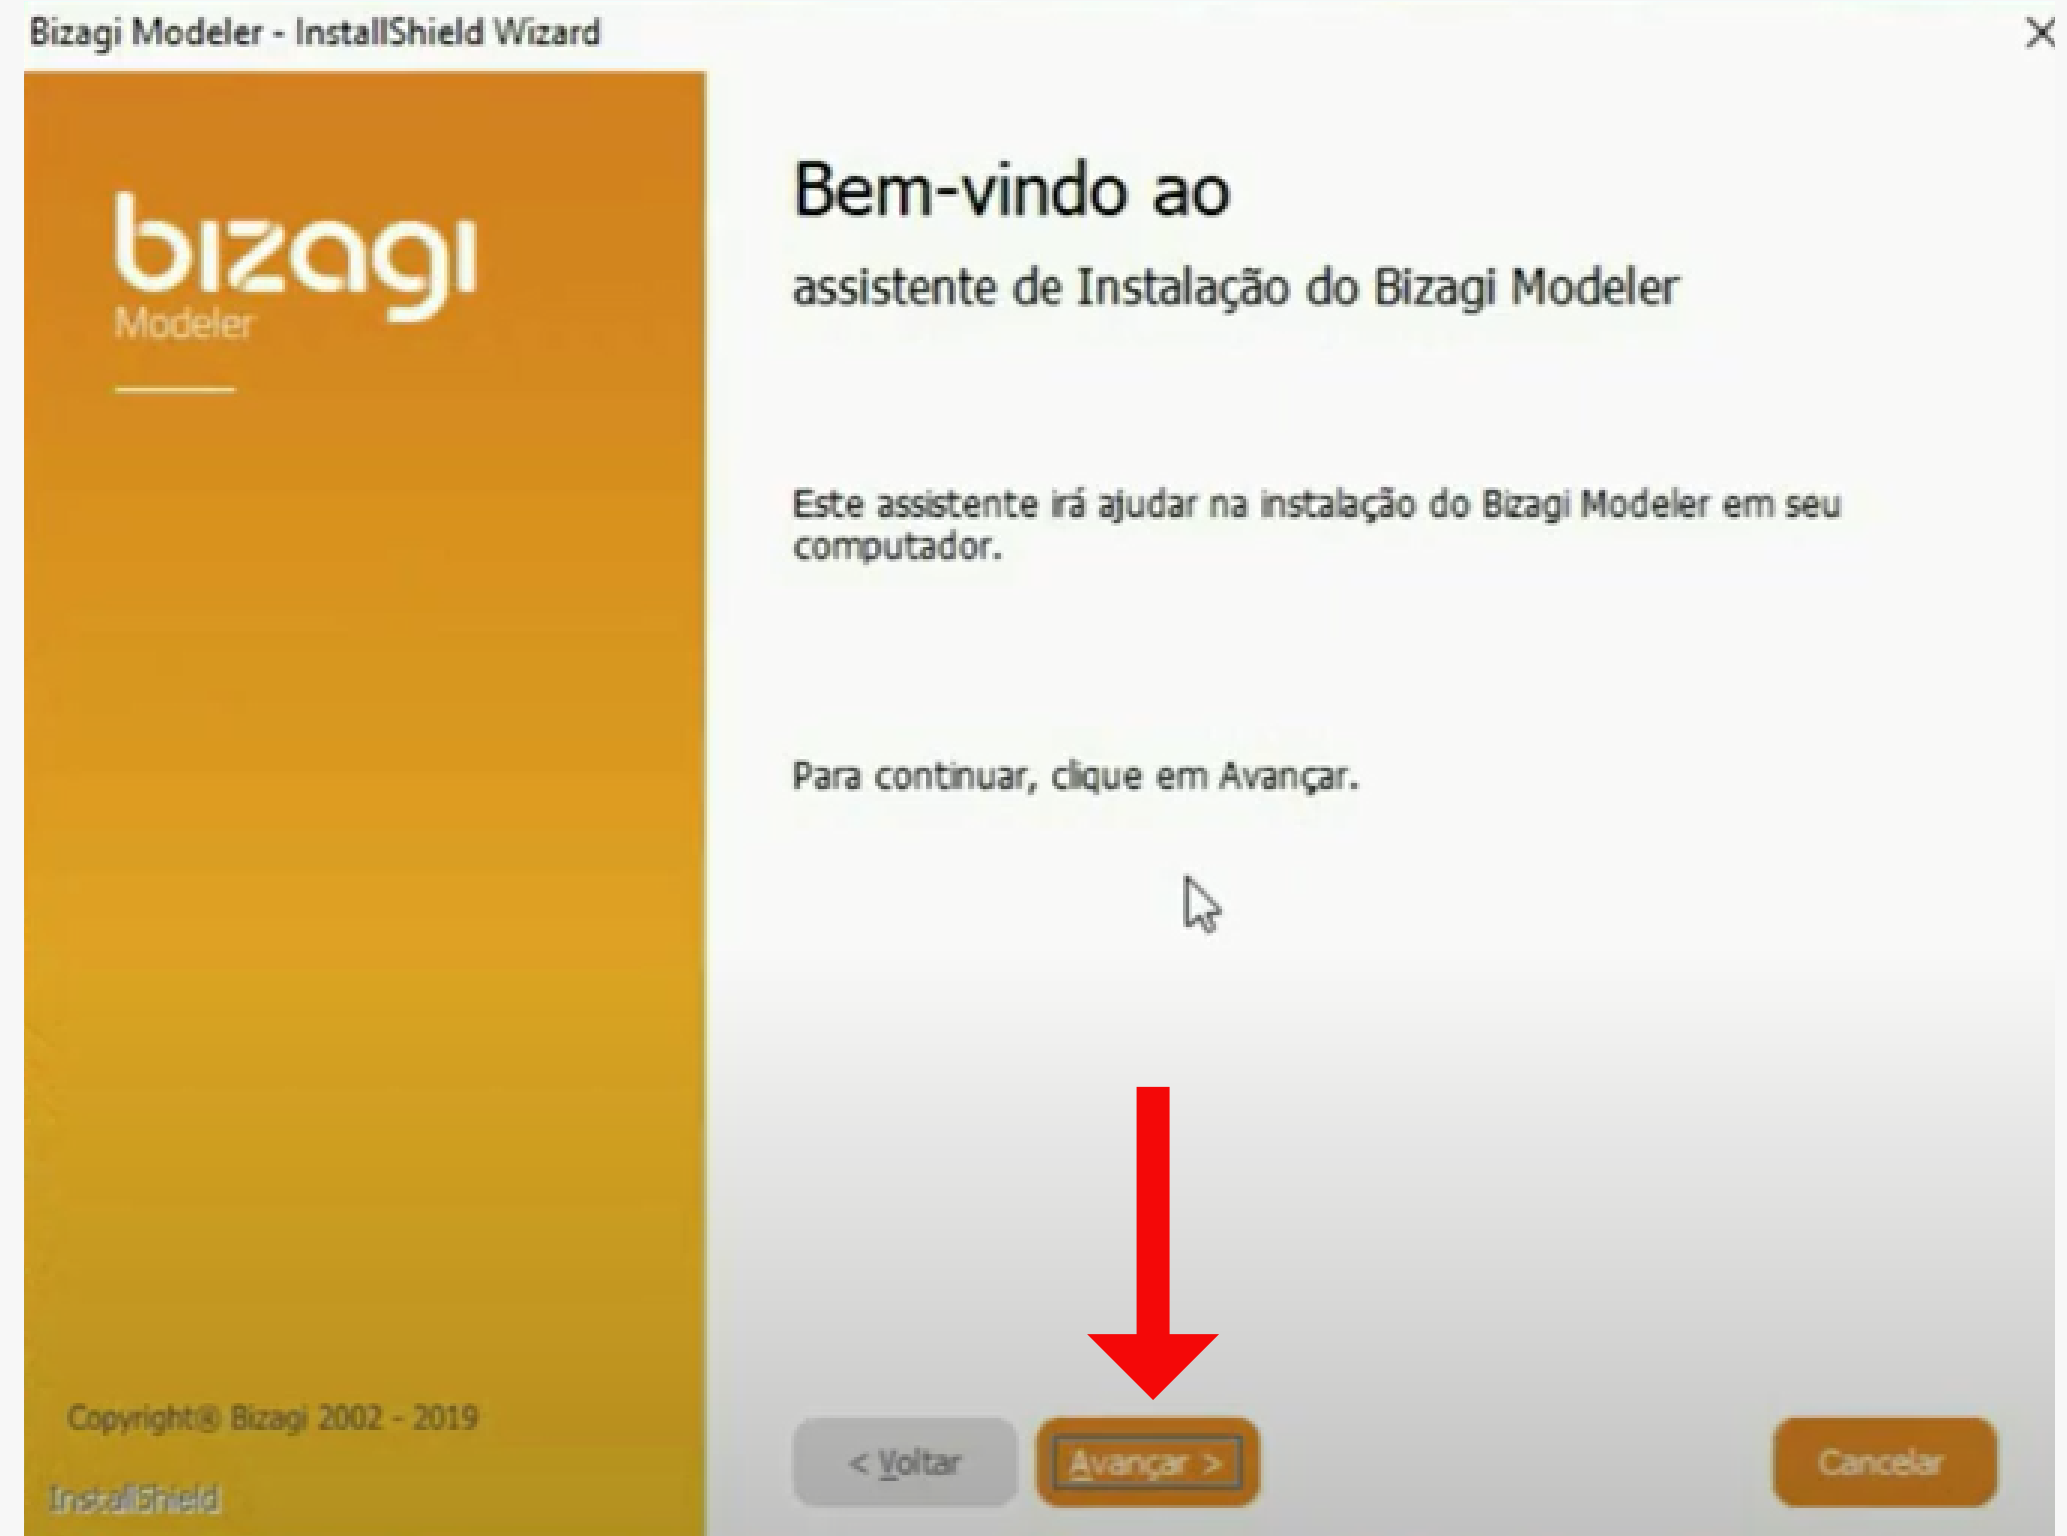 Bizagi Modeler - InstallShield Wizard
bizagi
Modeler
Bem-vindo ao
assistente de Instalação do Bizagi Modeler
Este assistente irá ajudar na instalação do Bizagi Modeler em seu
computador.
Para continuar, clique em Avançar.
Copyright® Bizagi 2002 - 2019
InstallShield
< Voltar
Avançar >
Cancelar